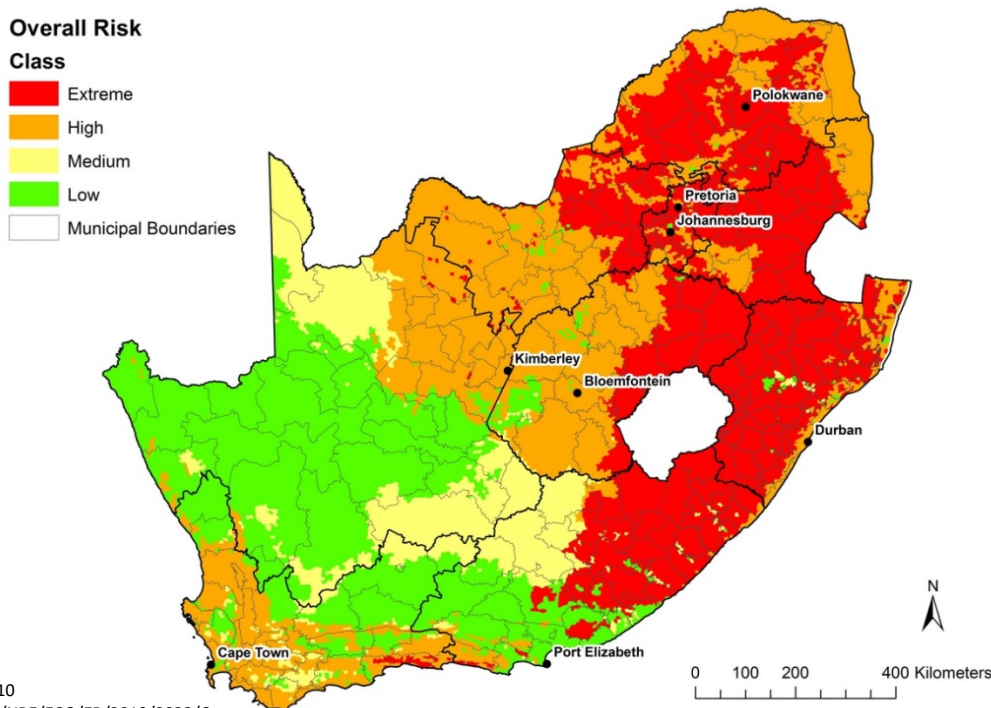 Overall Risk
Class
Extreme
High
Medium
Low
Municipal Boundaries
Polokwane
Pretoria
Johannesburg
Kimberley
Bloemfontein
Durban
Cape Town
Port Elizabeth
N
0 100 200 400 Kilometers
10